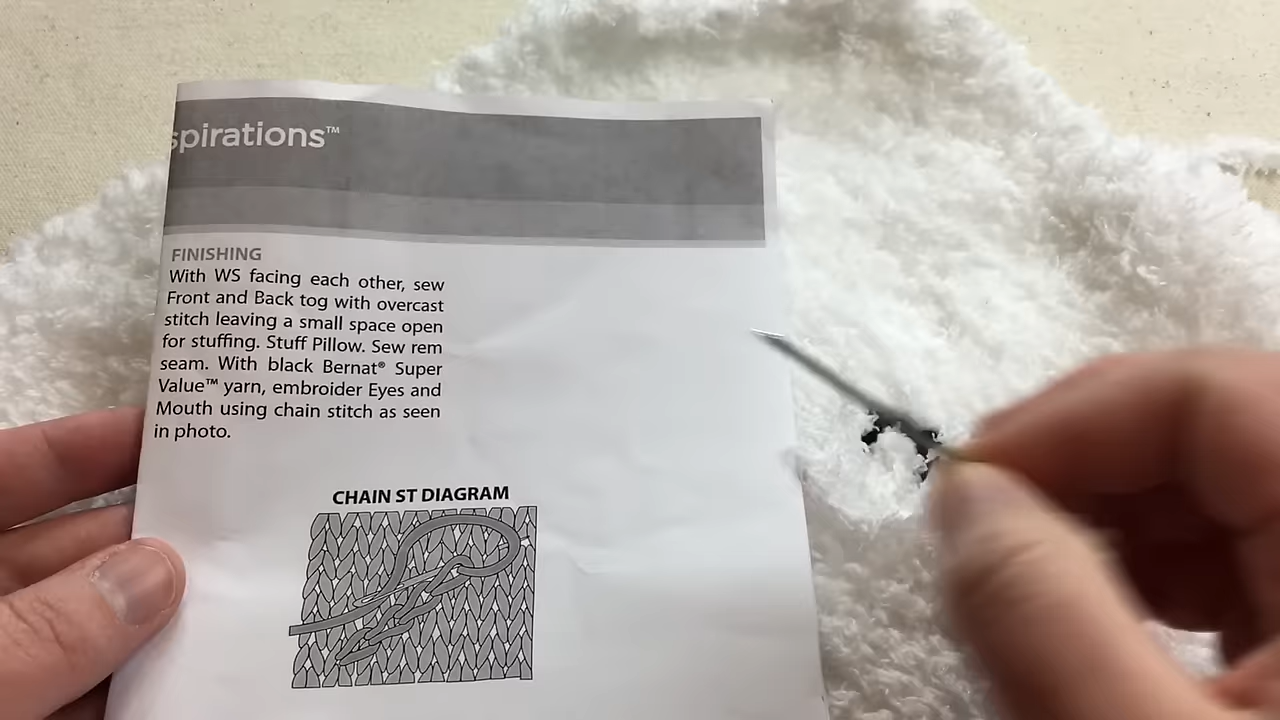 spirations™
FINISHING
With WS facing each other, sew
Front and Back tog with overcast
stitch leaving a small space open
for stuffing. Stuff Pillow. Sew rem
seam. With black Bernat® Super
Value™ yarn, embroider Eyes and
Mouth using chain stitch as seen
in photo.
CHAIN ST DIAGRAM